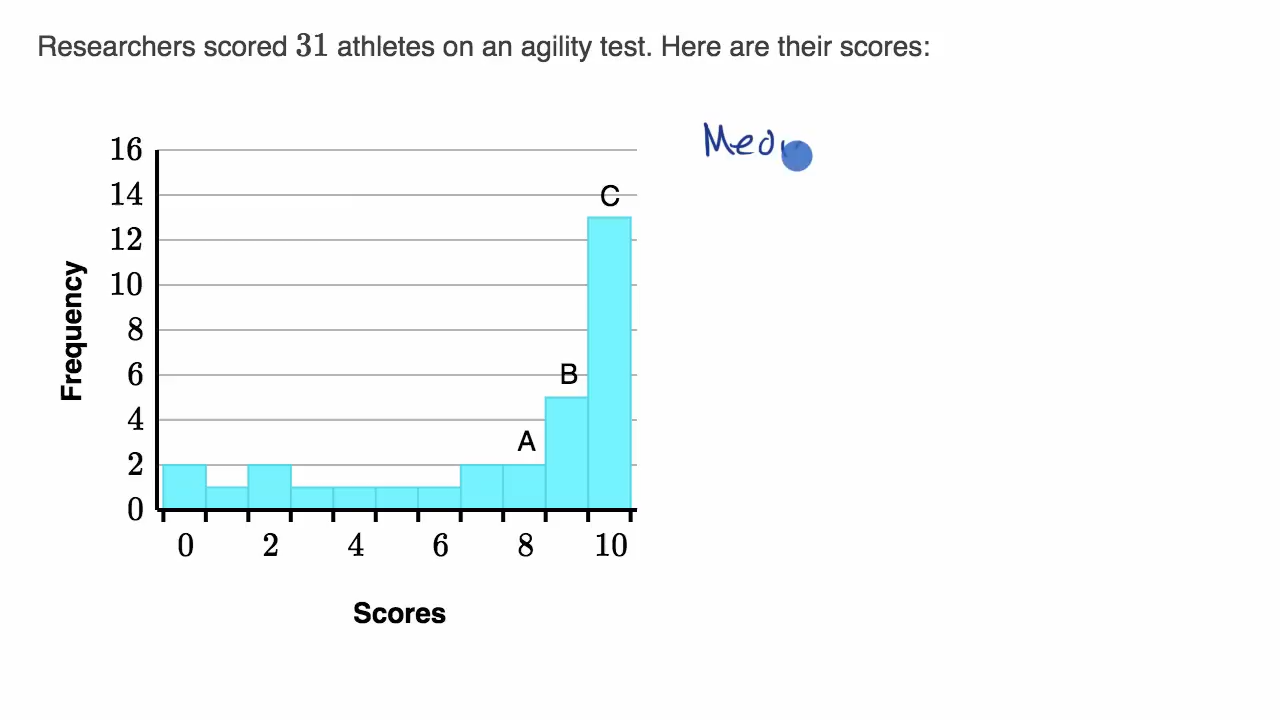 Researchers scored 31 athletes on an agility test. Here are their scores:
16
14
12
10
8
6
4
2
0
Frequency
A
B
C
0 2 4 6 8 10
Scores